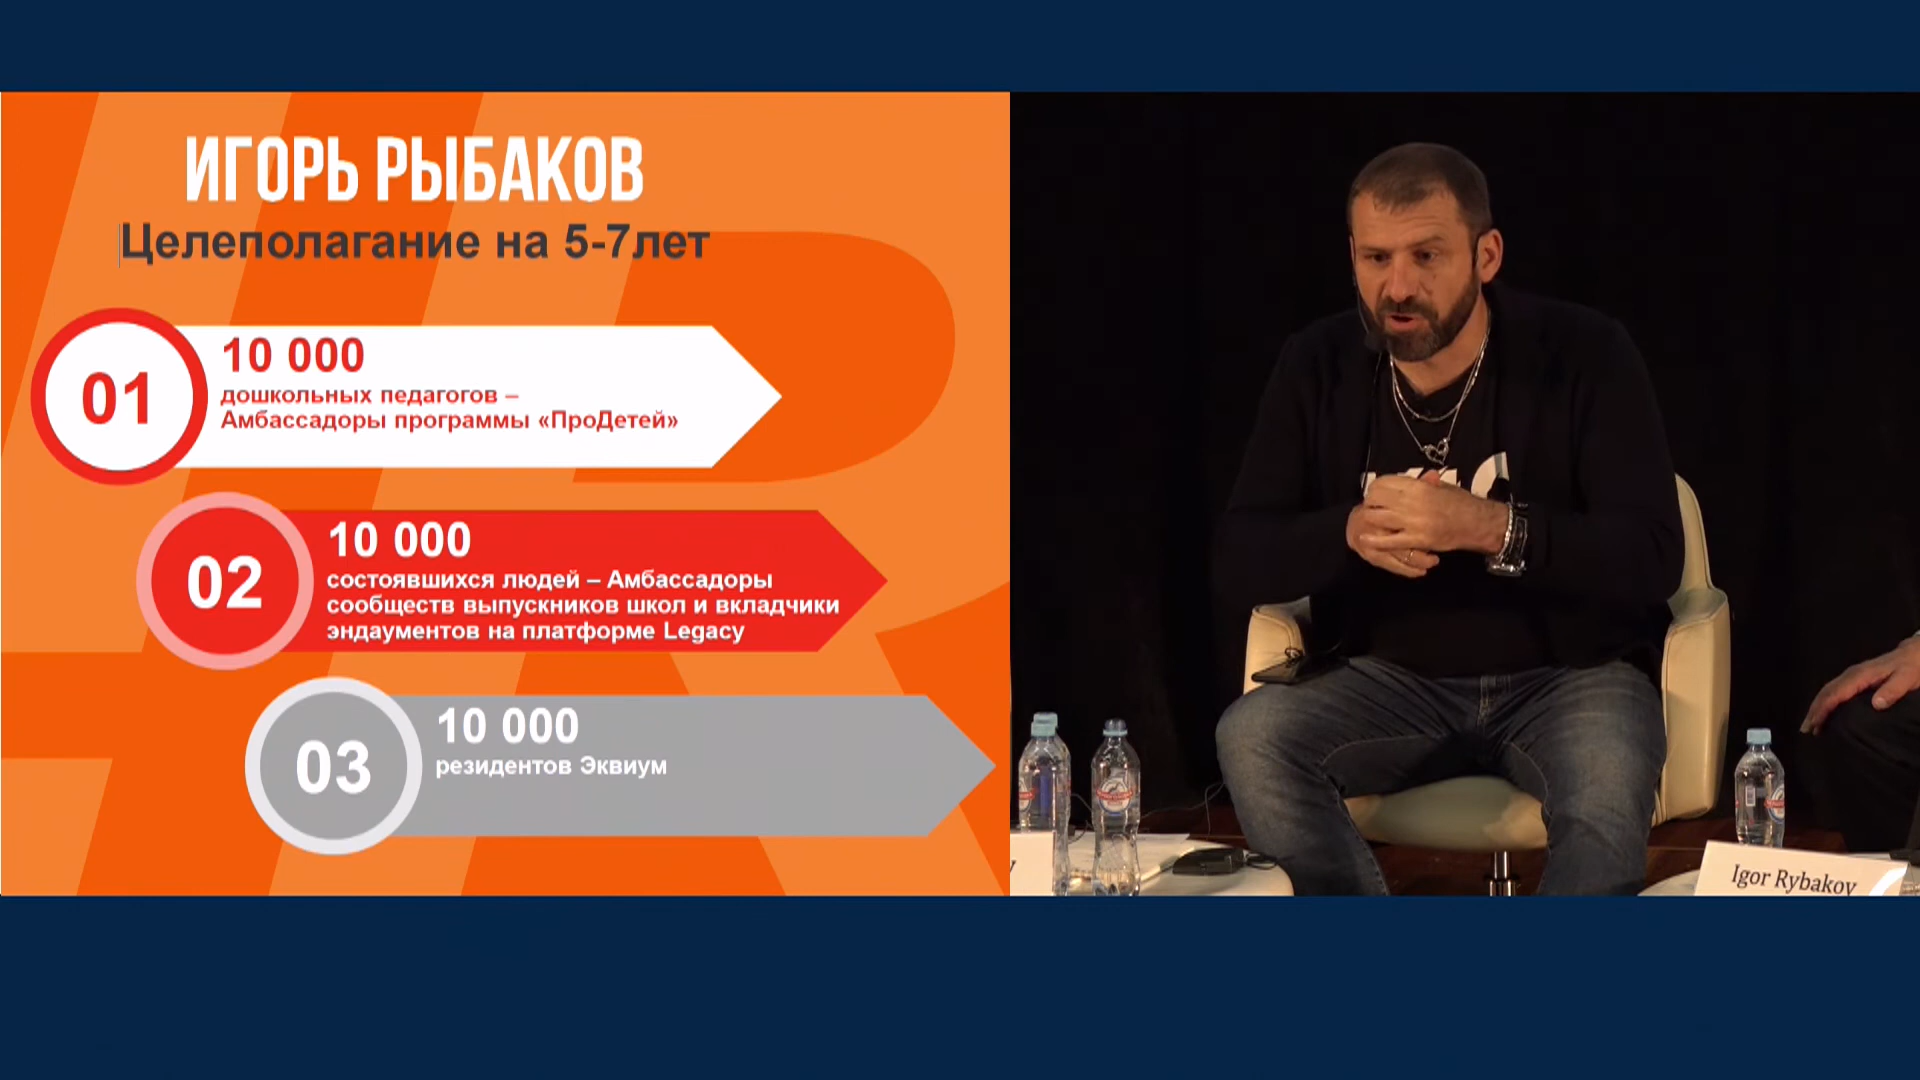 ИГОРЬ РЫБАКОВ
Целеполагание на 5-7лет
01
10 000
дошкольных педагогов –
Амбассадоры программы «ПроДетей»
02
10 000
состоявшихся людей – Амбассадоры
сообществ выпускников школ и вкладчики
эндаументов на платформе Legacy
03
10 000
резидентов Эквиум
Igor Rybakov